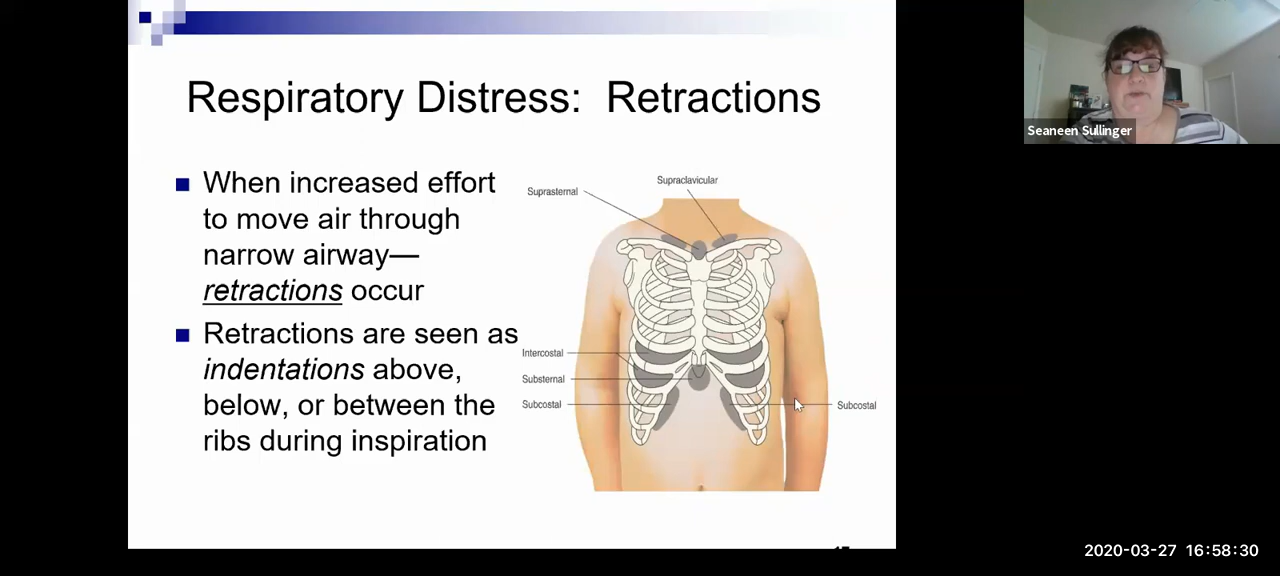 Respiratory Distress: Retractions
When increased effort
to move air through
narrow airway—
retractions occur
Retractions are seen as
indentations above,
below, or between the
ribs during inspiration
Suprasternal
Supraclavicular
Intercostal
Substernal
Subcostal
Subcostal
Seaneen Sullinger
2020-03-27 16:58:30